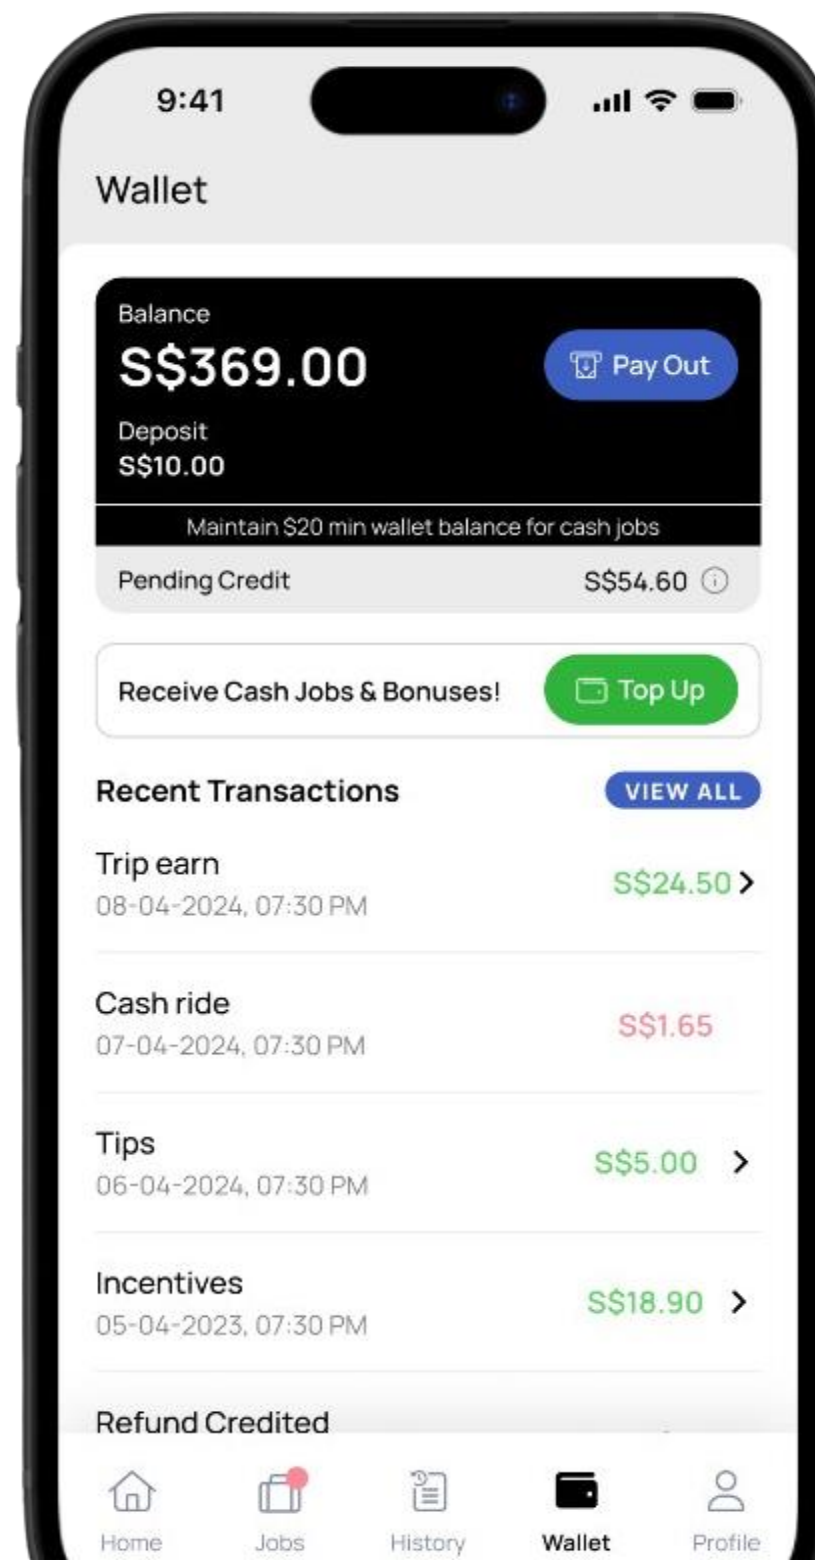 9:41
Wallet
Balance
S$369.00
Pay Out
Deposit
S$10.00
Maintain $20 min wallet balance for cash jobs
Pending Credit S$54.60
Receive Cash Jobs & Bonuses! Top Up
Recent Transactions VIEW ALL
Trip earn
08-04-2024, 07:30 PM
S$24.50
Cash ride
07-04-2024, 07:30 PM
S$1.65
Tips
06-04-2024, 07:30 PM
S$5.00
Incentives
05-04-2023, 07:30 PM
S$18.90
Refund Credited
Home Jobs History Wallet Profile